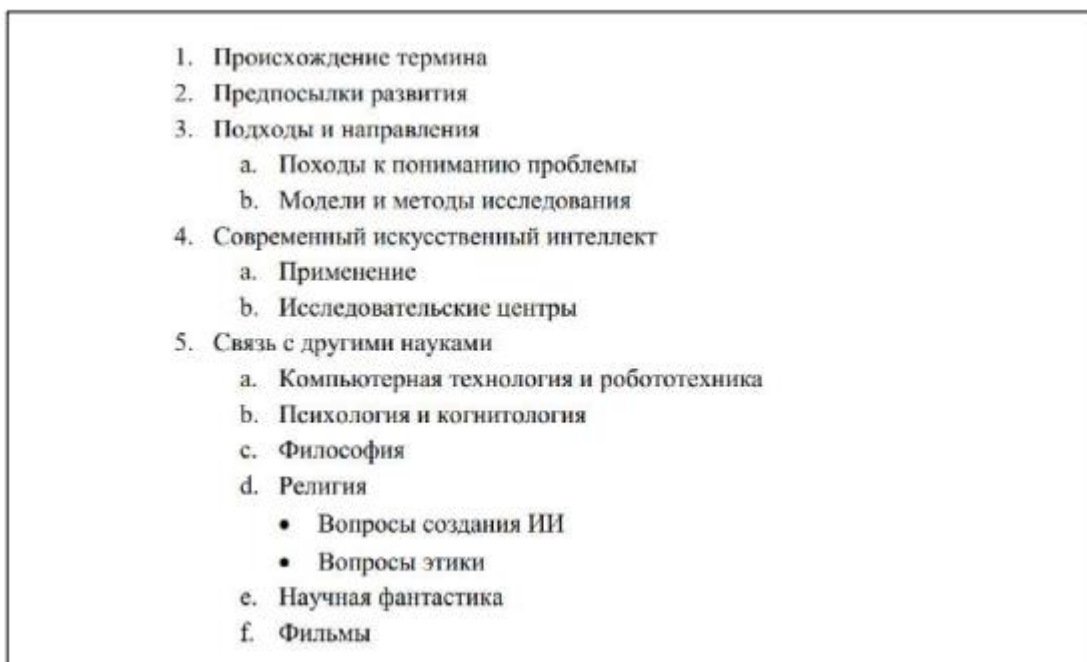 1. Происхождение термина
2. Предпосылки развития
3. Подходы и направления
a. Походы к пониманию проблемы
b. Модели и методы исследования
4. Современный искусственный интеллект
a. Применение
b. Исследовательские центры
5. Связь с другими науками
a. Компьютерная технология и робототехника
b. Психология и когнитология
c. Философия
d. Религия
• Вопросы создания ИИ
• Вопросы этики
e. Научная фантастика
f. Фильмы